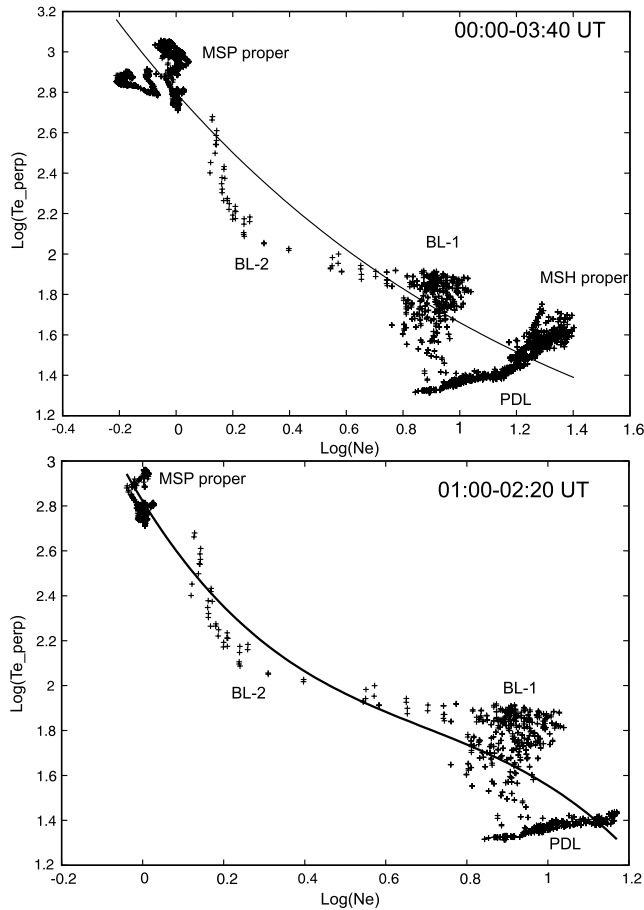 3.2
00:00-03:40 UT
3
MSP proper
2.8
2.6
2.4
2.2
2
1.8
1.6
1.4
1.2
Log(Te_perp)
BL-2
BL-1
MSH proper
PDL
-0.4 -0.2 0 0.2 0.4 0.6 0.8 1 1.2 1.4 1.6
Log(Ne)
3
MSP proper
01:00-02:20 UT
2.8
2.6
2.4
2.2
2
1.8
1.6
1.4
1.2
Log(Te_perp)
BL-2
BL-1
PDL
-0.2 0 0.2 0.4 0.6 0.8 1 1.2
Log(Ne)